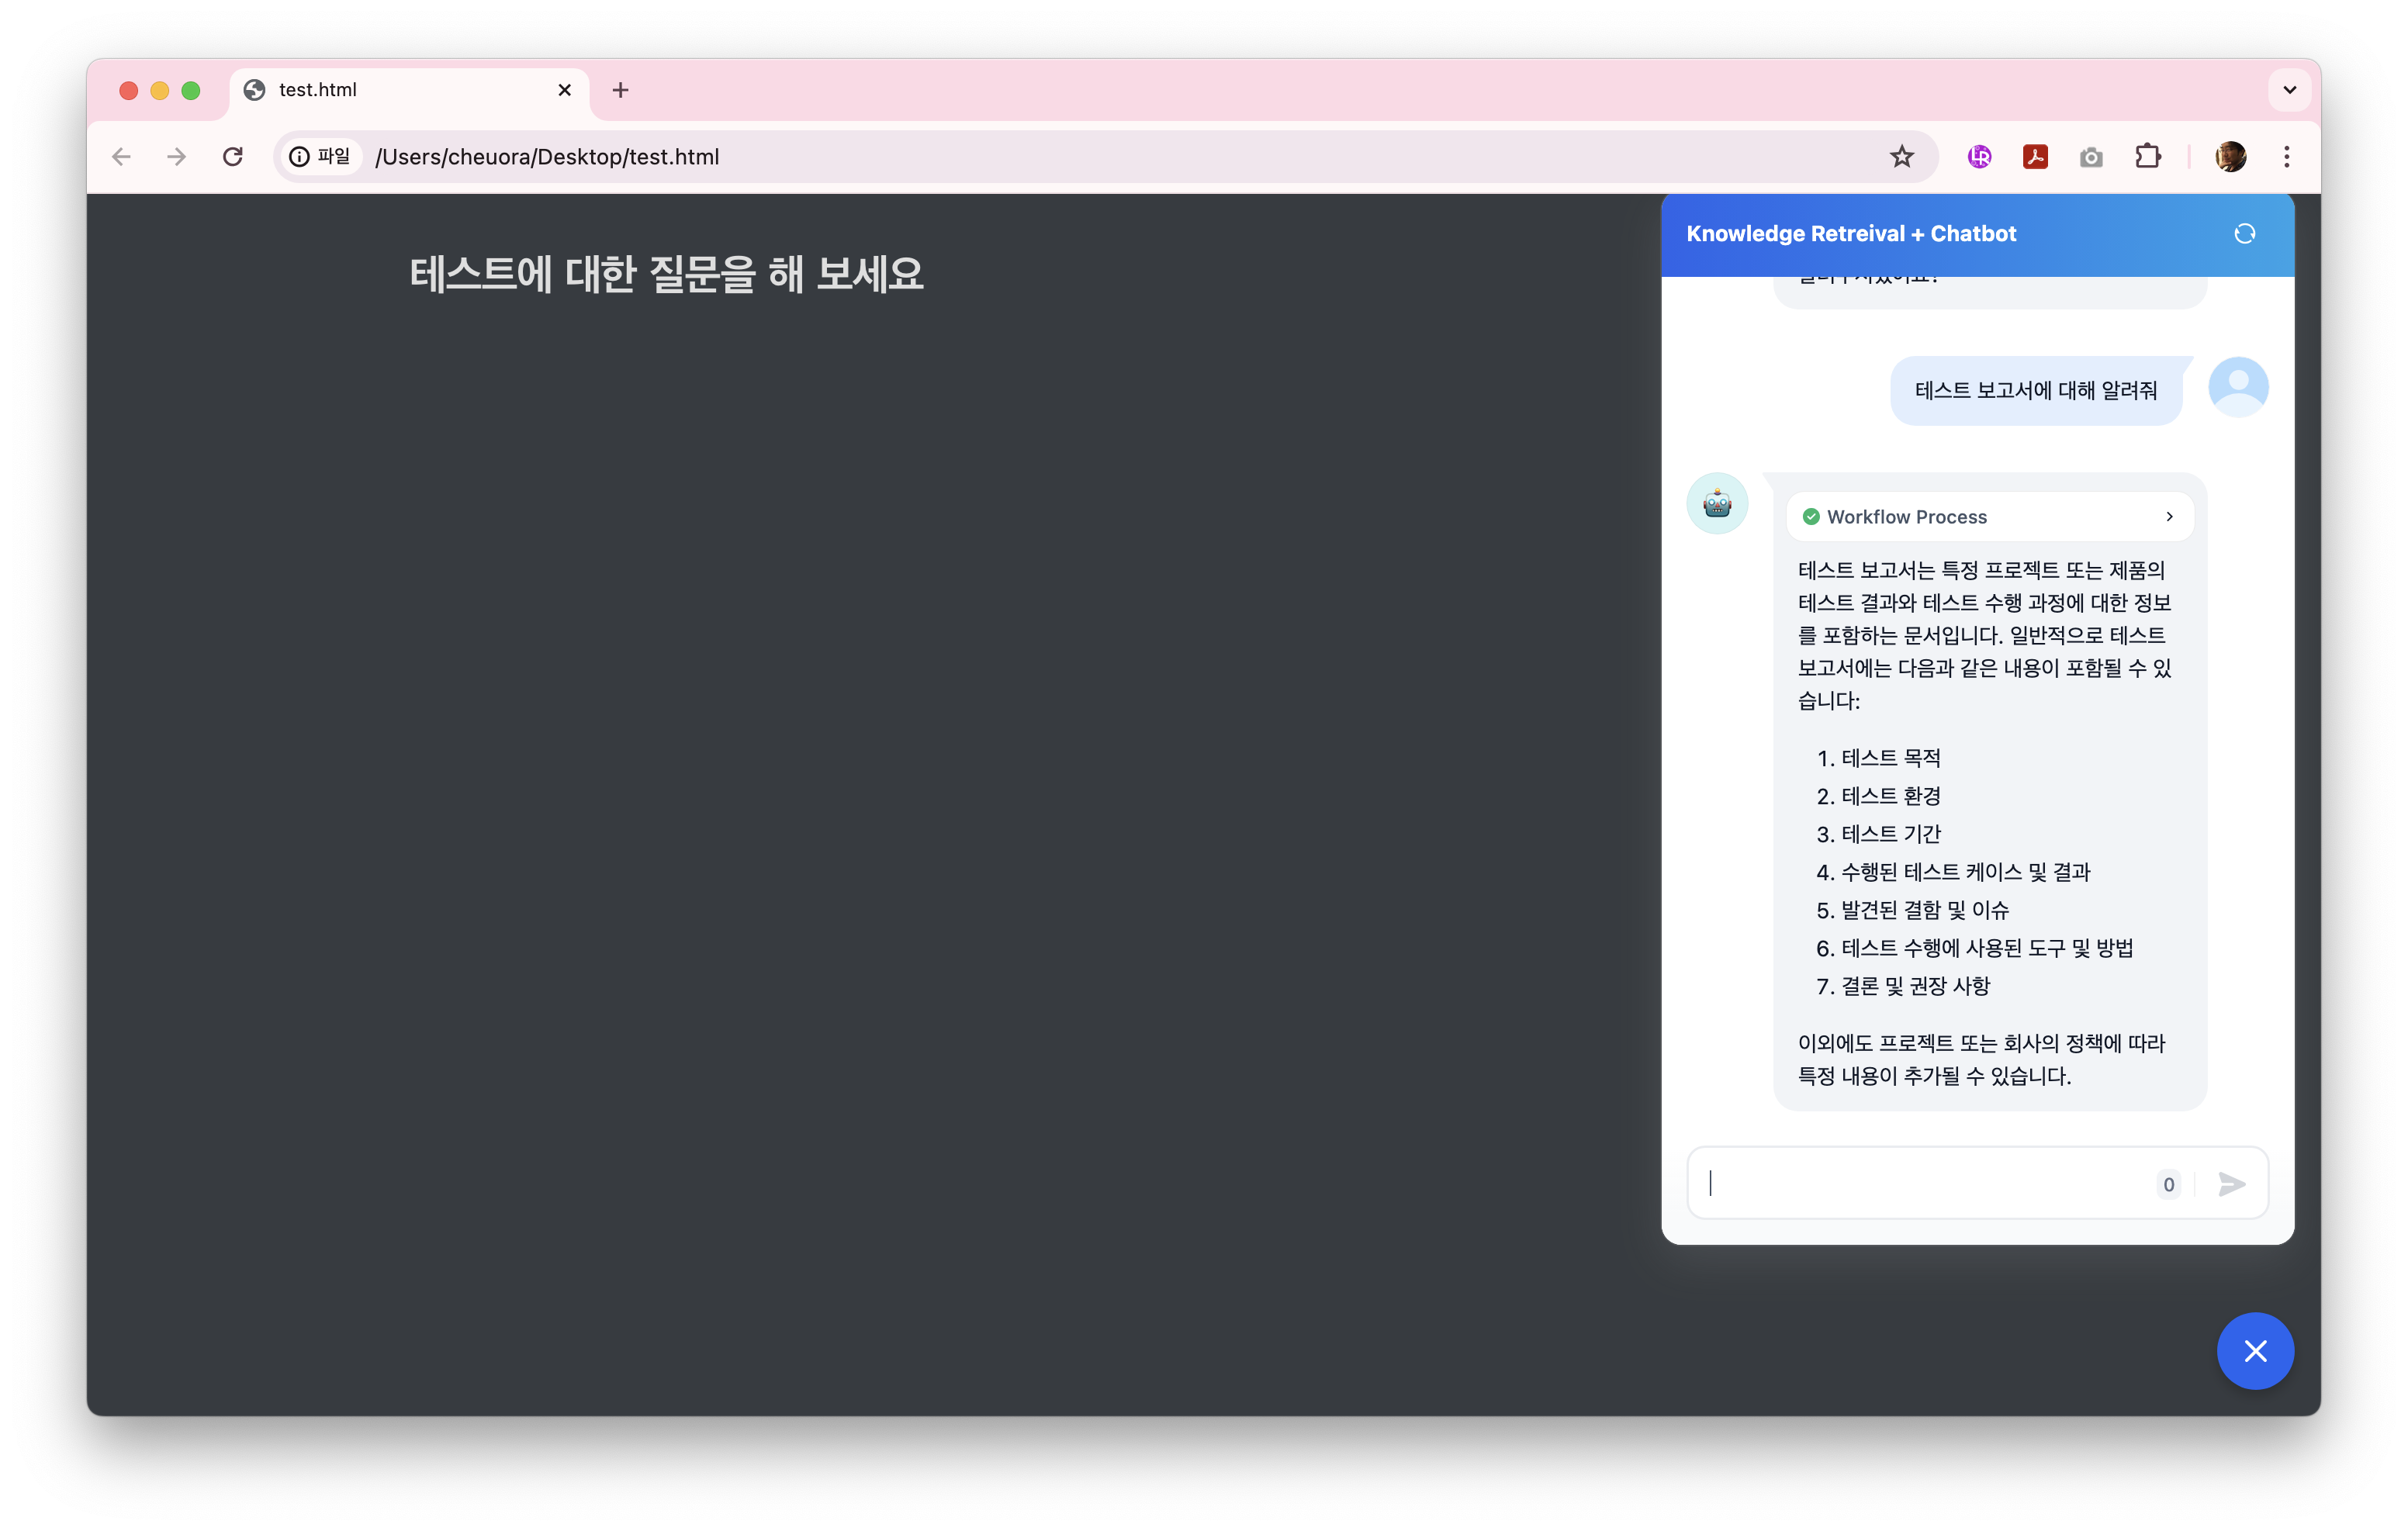 test.html
파일
/Users/cheuora/Desktop/test.html
테스트에 대한 질문을 해 보세요
Knowledge Retreival + Chatbot
테스트 보고서에 대해 알려줘
Workflow Process
테스트 보고서는 특정 프로젝트 또는 제품의
테스트 결과와 테스트 수행 과정에 대한 정보
를 포함하는 문서입니다. 일반적으로 테스트
보고서에는 다음과 같은 내용이 포함될 수 있
습니다:
1. 테스트 목적
2. 테스트 환경
3. 테스트 기간
4. 수행된 테스트 케이스 및 결과
5. 발견된 결함 및 이슈
6. 테스트 수행에 사용된 도구 및 방법
7. 결론 및 권장 사항
이외에도 프로젝트 또는 회사의 정책에 따라
특정 내용이 추가될 수 있습니다.
0